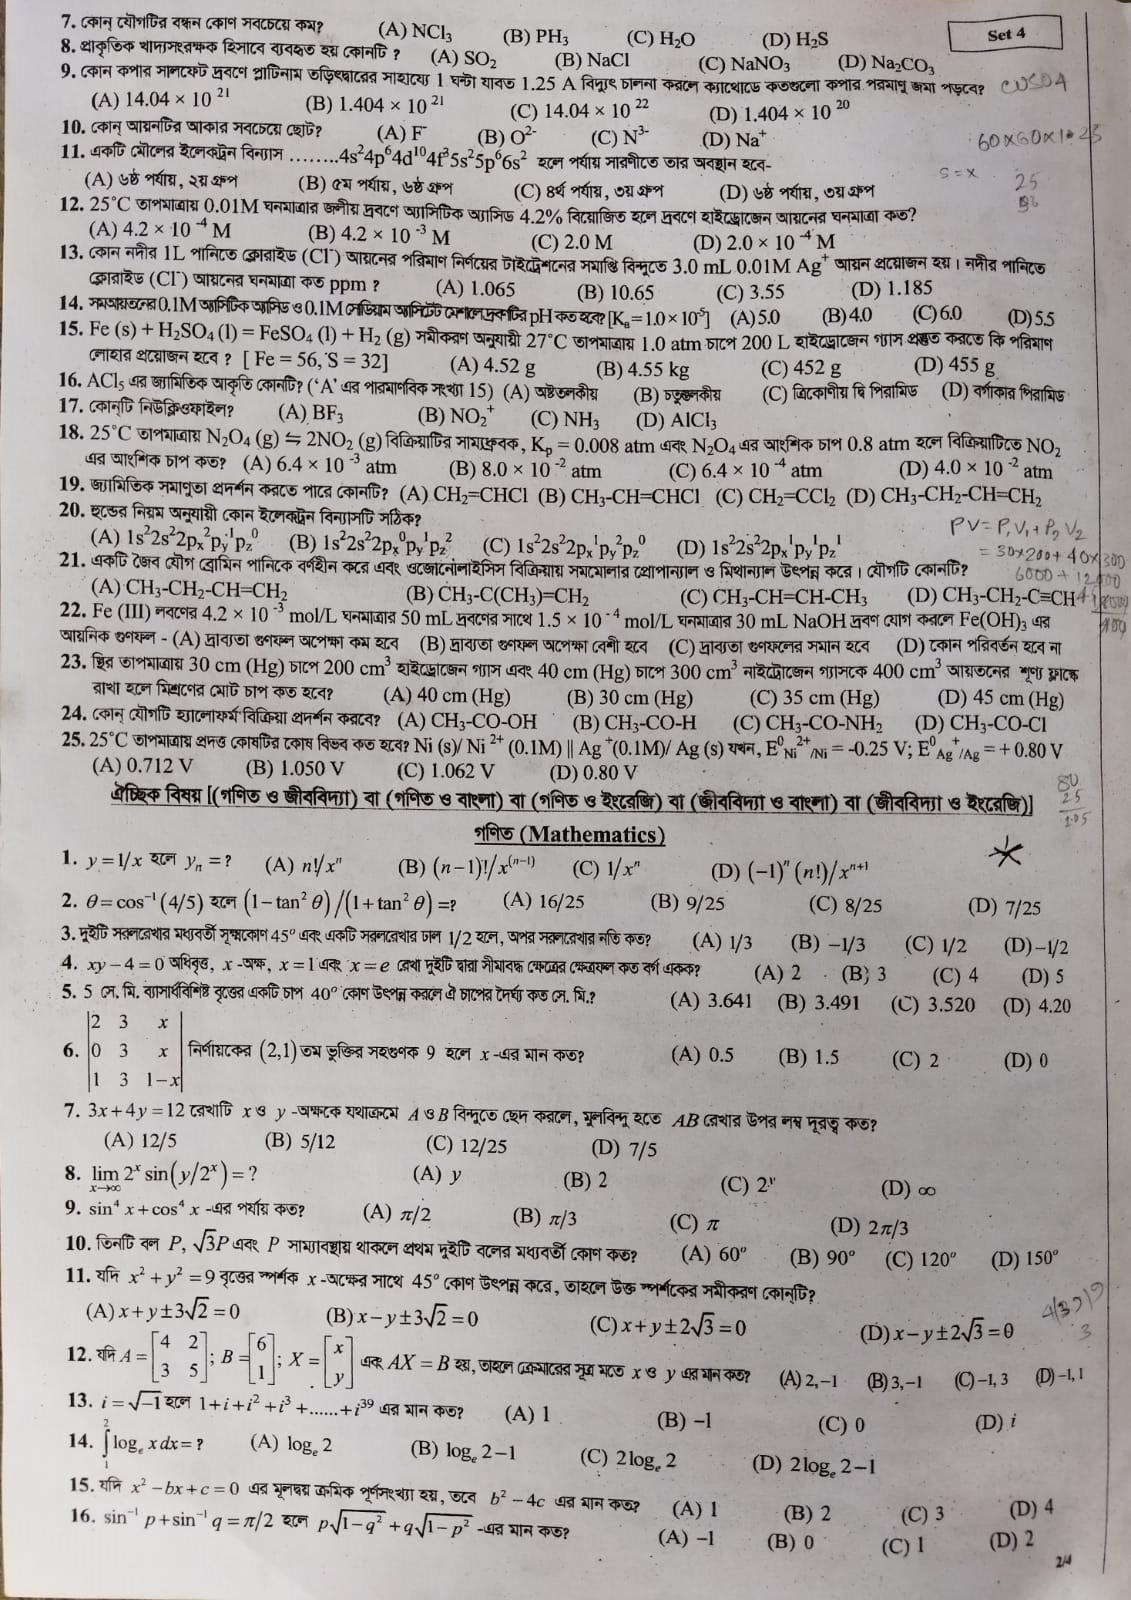 Set 4
7. কোন্ যৌগটির বন্ধন কোণ সবচেয়ে কম? (A) NCl₃ (B) PH₃ (C) H₂O (D) H₂S
8. প্রাকৃতিক খাদ্যসংরক্ষক হিসাবে ব্যবহৃত হয় কোনটি ? (A) SO₂ (B) NaCl (C) NaNO₃ (D) Na₂CO₃
9. কোন কপার সালফেট দ্রবণে প্লাটিনাম তড়িৎদ্বারের সাহায্যে 1 ঘন্টা যাবত 1.25 A বিদ্যুৎ চালনা করলে ক্যাথোডে কতগুলো কপার পরমাণু জমা পড়বে? CUSO4
(A) 14.04 × 10²¹ (B) 1.404 × 10²¹ (C) 14.04 × 10²² (D) 1.404 × 10²⁰
10. কোন্ আয়নটির আকার সবচেয়ে ছোট? (A) F⁻ (B) O²⁻ (C) N³⁻ (D) Na⁺ 60×60×1.25
11. একটি মৌলের ইলেকট্রন বিন্যাস ........4s²4p⁶4d¹⁰4f³5s²5p⁶6s² হলে পর্যায় সারণীতে তার অবস্থান হবে- S = x
(A) ৬ষ্ঠ পর্যায়, ২য় গ্রুপ (B) ৫ম পর্যায়, ৬ষ্ঠ গ্রুপ (C) ৪র্থ পর্যায়, ৩য় গ্রুপ (D) ৬ষ্ঠ পর্যায়, ৩য় গ্রুপ 25
12. 25°C তাপমাত্রায় 0.01M ঘনমাত্রার জলীয় দ্রবণে অ্যাসিটিক অ্যাসিড 4.2% বিয়োজিত হলে দ্রবণে হাইড্রোজেন আয়নের ঘনমাত্রা কত?
(A) 4.2 × 10⁻⁴ M (B) 4.2 × 10⁻³ M (C) 2.0 M (D) 2.0 × 10⁻⁴ M
13. কোন নদীর 1L পানিতে ক্লোরাইড (Cl⁻) আয়নের পরিমাণ নির্ণয়ের টাইট্রেশনের সমাপ্তি বিন্দুতে 3.0 mL 0.01M Ag⁺ আয়ন প্রয়োজন হয়। নদীর পানিতে
ক্লোরাইড (Cl⁻) আয়নের ঘনমাত্রা কত ppm ? (A) 1.065 (B) 10.65 (C) 3.55 (D) 1.185
14. সমআয়তনের 0.1M অ্যাসিটিক অ্যাসিড ও 0.1M সোডিয়াম অ্যাসিটেট মেশালে দ্রবণটির pH কত হবে? [Kₐ=1.0×10⁻⁵] (A) 5.0 (B) 4.0 (C) 6.0 (D) 5.5
15. Fe (s) + H₂SO₄ (l) = FeSO₄ (l) + H₂ (g) সমীকরণ অনুযায়ী 27°C তাপমাত্রায় 1.0 atm চাপে 200 L হাইড্রোজেন গ্যাস প্রস্তুত করতে কি পরিমাণ
লোহার প্রয়োজন হবে ? [ Fe = 56, S = 32] (A) 4.52 g (B) 4.55 kg (C) 452 g (D) 455 g
16. ACl₅ এর জ্যামিতিক আকৃতি কোনটি? ('A' এর পারমাণবিক সংখ্যা 15) (A) অষ্টতলকীয় (B) চতুস্তলকীয় (C) ত্রিকোণীয় দ্বি পিরামিড (D) বর্গাকার পিরামিড
17. কোন্‌টি নিউক্লিওফাইল? (A) BF₃ (B) NO₂⁺ (C) NH₃ (D) AlCl₃
18. 25°C তাপমাত্রায় N₂O₄ (g) ⇋ 2NO₂ (g) বিক্রিয়াটির সাম্যধ্রুবক, Kₚ = 0.008 atm এবং N₂O₄ এর আংশিক চাপ 0.8 atm হলে বিক্রিয়াটিতে NO₂
এর আংশিক চাপ কত? (A) 6.4 × 10⁻³ atm (B) 8.0 × 10⁻² atm (C) 6.4 × 10⁻⁴ atm (D) 4.0 × 10⁻² atm
19. জ্যামিতিক সমাণুতা প্রদর্শন করতে পারে কোনটি? (A) CH₂=CHCl (B) CH₃-CH=CHCl (C) CH₂=CCl₂ (D) CH₃-CH₂-CH=CH₂
20. হুন্ডের নিয়ম অনুযায়ী কোন ইলেকট্রন বিন্যাসটি সঠিক? PV = P₁V₁ + P₂V₂
(A) 1s²2s²2pₓ²p_y¹p_z⁰ (B) 1s²2s²2pₓ⁰p_y¹p_z² (C) 1s²2s²2pₓ¹p_y²p_z⁰ (D) 1s²2s²2pₓ¹p_y¹p_z¹ = 30×200 + 40×300
21. একটি জৈব যৌগ ব্রোমিন পানিকে বর্ণহীন করে এবং ওজোনোলাইসিস বিক্রিয়ায় সমমোলার প্রোপান্যাল ও মিথান্যাল উৎপন্ন করে। যৌগটি কোনটি? 6000 + 12000
(A) CH₃-CH₂-CH=CH₂ (B) CH₃-C(CH₃)=CH₂ (C) CH₃-CH=CH-CH₃ (D) CH₃-CH₂-C≡CH
22. Fe (III) লবণের 4.2 × 10⁻³ mol/L ঘনমাত্রার 50 mL দ্রবণের সাথে 1.5 × 10⁻⁴ mol/L ঘনমাত্রার 30 mL NaOH দ্রবণ যোগ করলে Fe(OH)₃ এর
আয়নিক গুণফল - (A) দ্রাব্যতা গুণফল অপেক্ষা কম হবে (B) দ্রাব্যতা গুণফল অপেক্ষা বেশী হবে (C) দ্রাব্যতা গুণফলের সমান হবে (D) কোন পরিবর্তন হবে না
23. স্থির তাপমাত্রায় 30 cm (Hg) চাপে 200 cm³ হাইড্রোজেন গ্যাস এবং 40 cm (Hg) চাপে 300 cm³ নাইট্রোজেন গ্যাসকে 400 cm³ আয়তনের শূণ্য ফ্লাস্কে
রাখা হলে মিশ্রণের মোট চাপ কত হবে? (A) 40 cm (Hg) (B) 30 cm (Hg) (C) 35 cm (Hg) (D) 45 cm (Hg)
24. কোন্ যৌগটি হ্যালোফর্ম বিক্রিয়া প্রদর্শন করবে? (A) CH₃-CO-OH (B) CH₃-CO-H (C) CH₃-CO-NH₂ (D) CH₃-CO-Cl
25. 25°C তাপমাত্রায় প্রদত্ত কোষটির কোষ বিভব কত হবে? Ni (s)/ Ni²⁺ (0.1M) || Ag⁺(0.1M)/ Ag (s) যখন, E⁰Ni²⁺/Ni = -0.25 V; E⁰Ag⁺/Ag = + 0.80 V
(A) 0.712 V (B) 1.050 V (C) 1.062 V (D) 0.80 V 80
ঐচ্ছিক বিষয় [(গণিত ও জীববিদ্যা) বা (গণিত ও বাংলা) বা (গণিত ও ইংরেজি) বা (জীববিদ্যা ও বাংলা) বা (জীববিদ্যা ও ইংরেজি)] 25
গণিত (Mathematics) 1.05
1. y = 1/x হলে yₙ = ? (A) n!/xⁿ (B) (n−1)!/x⁽ⁿ⁻¹⁾ (C) 1/xⁿ (D) (−1)ⁿ (n!)/xⁿ⁺¹
2. θ = cos⁻¹ (4/5) হলে (1−tan² θ)/(1+tan² θ) =? (A) 16/25 (B) 9/25 (C) 8/25 (D) 7/25
3. দুইটি সরলরেখার মধ্যবর্তী সূক্ষ্মকোণ 45° এবং একটি সরলরেখার ঢাল 1/2 হলে, অপর সরলরেখার নতি কত? (A) 1/3 (B) −1/3 (C) 1/2 (D) −1/2
4. xy − 4 = 0 অধিবৃত্ত, x -অক্ষ, x = 1 এবং x = e রেখা দুইটি দ্বারা সীমাবদ্ধ ক্ষেত্রের ক্ষেত্রফল কত বর্গ একক? (A) 2 (B) 3 (C) 4 (D) 5
5. 5 সে. মি. ব্যাসার্ধবিশিষ্ট বৃত্তের একটি চাপ 40° কোণ উৎপন্ন করলে ঐ চাপের দৈর্ঘ্য কত সে. মি.? (A) 3.641 (B) 3.491 (C) 3.520 (D) 4.20
|2 3 x|
6. |0 3 x| নির্ণায়কের (2,1) তম ভুক্তির সহগুণক 9 হলে x -এর মান কত? (A) 0.5 (B) 1.5 (C) 2 (D) 0
|1 3 1−x|
7. 3x + 4y = 12 রেখাটি x ও y -অক্ষকে যথাক্রমে A ও B বিন্দুতে ছেদ করলে, মূলবিন্দু হতে AB রেখার উপর লম্ব দূরত্ব কত?
(A) 12/5 (B) 5/12 (C) 12/25 (D) 7/5
8. lim x→∞ 2ˣ sin(y/2ˣ) = ? (A) y (B) 2 (C) 2ʸ (D) ∞
9. sin⁴ x + cos⁴ x -এর পর্যায় কত? (A) π/2 (B) π/3 (C) π (D) 2π/3
10. তিনটি বল P, √3P এবং P সাম্যাবস্থায় থাকলে প্রথম দুইটি বলের মধ্যবর্তী কোণ কত? (A) 60° (B) 90° (C) 120° (D) 150°
11. যদি x² + y² = 9 বৃত্তের স্পর্শক x -অক্ষের সাথে 45° কোণ উৎপন্ন করে, তাহলে উক্ত স্পর্শকের সমীকরণ কোন্‌টি?
(A) x + y ± 3√2 = 0 (B) x − y ± 3√2 = 0 (C) x + y ± 2√3 = 0 (D) x − y ± 2√3 = 0
12. যদি A = [4 2; 3 5]; B = [6; 1]; X = [x; y] এবং AX = B হয়, তাহলে ক্রেমারের সূত্র মতে x ও y এর মান কত? (A) 2, −1 (B) 3, −1 (C) −1, 3 (D) −1, 1
13. i = √−1 হলে 1 + i + i² + i³ + ...... + i³⁹ এর মান কত? (A) 1 (B) −1 (C) 0 (D) i
14. ∫₁² logₑ x dx = ? (A) logₑ 2 (B) logₑ 2 − 1 (C) 2 logₑ 2 (D) 2 logₑ 2 − 1
15. যদি x² − bx + c = 0 এর মূলদ্বয় ক্রমিক পূর্ণসংখ্যা হয়, তবে b² − 4c এর মান কত? (A) 1 (B) 2 (C) 3 (D) 4
16. sin⁻¹ p + sin⁻¹ q = π/2 হলে p√1−q² + q√1−p² -এর মান কত? (A) −1 (B) 0 (C) 1 (D) 2
2/4